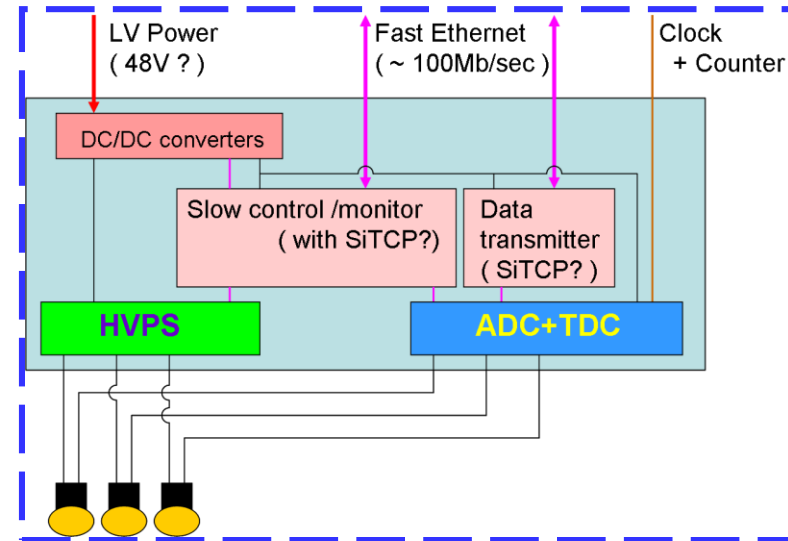 LV Power
( 48V ? )
Fast Ethernet
( ~ 100Mb/sec )
Clock
+ Counter
DC/DC converters
Slow control /monitor
( with SiTCP?)
Data
transmitter
( SiTCP? )
HVPS
ADC+TDC